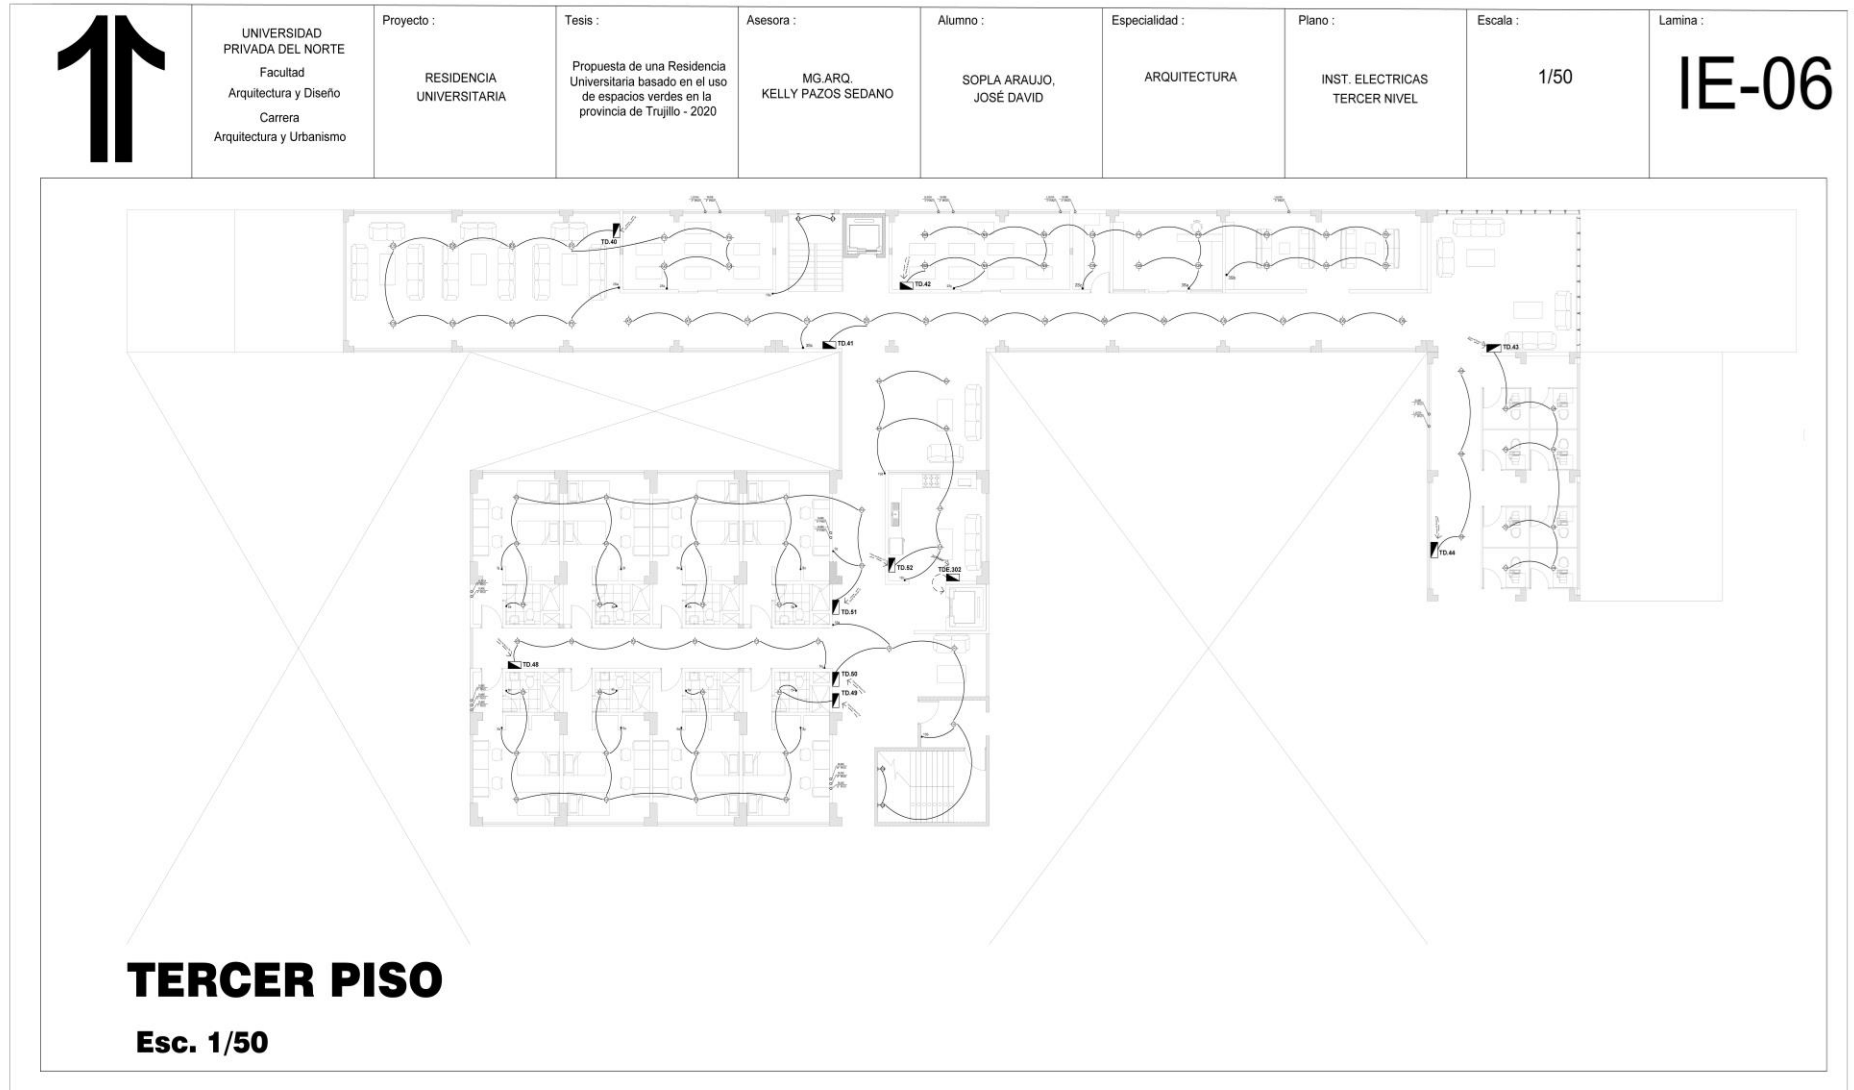 UNIVERSIDAD
PRIVADA DEL NORTE
Facultad
Arquitectura y Diseño
Carrera
Arquitectura y Urbanismo
Proyecto :
RESIDENCIA
UNIVERSITARIA
Tesis :
Propuesta de una Residencia
Universitaria basado en el uso
de espacios verdes en la
provincia de Trujillo - 2020
Asesora :
MG.ARQ.
KELLY PAZOS SEDANO
Alumno :
SOPLA ARAUJO,
JOSÉ DAVID
Especialidad :
ARQUITECTURA
Plano :
INST. ELECTRICAS
TERCER NIVEL
Escala :
1/50
Lamina :
IE-06
TD.40
TD.42
TD.41
TD.43
TD.44
TD.52
TDE.302
TD.51
TD.48
TD.50
TD.49
TERCER PISO
Esc. 1/50